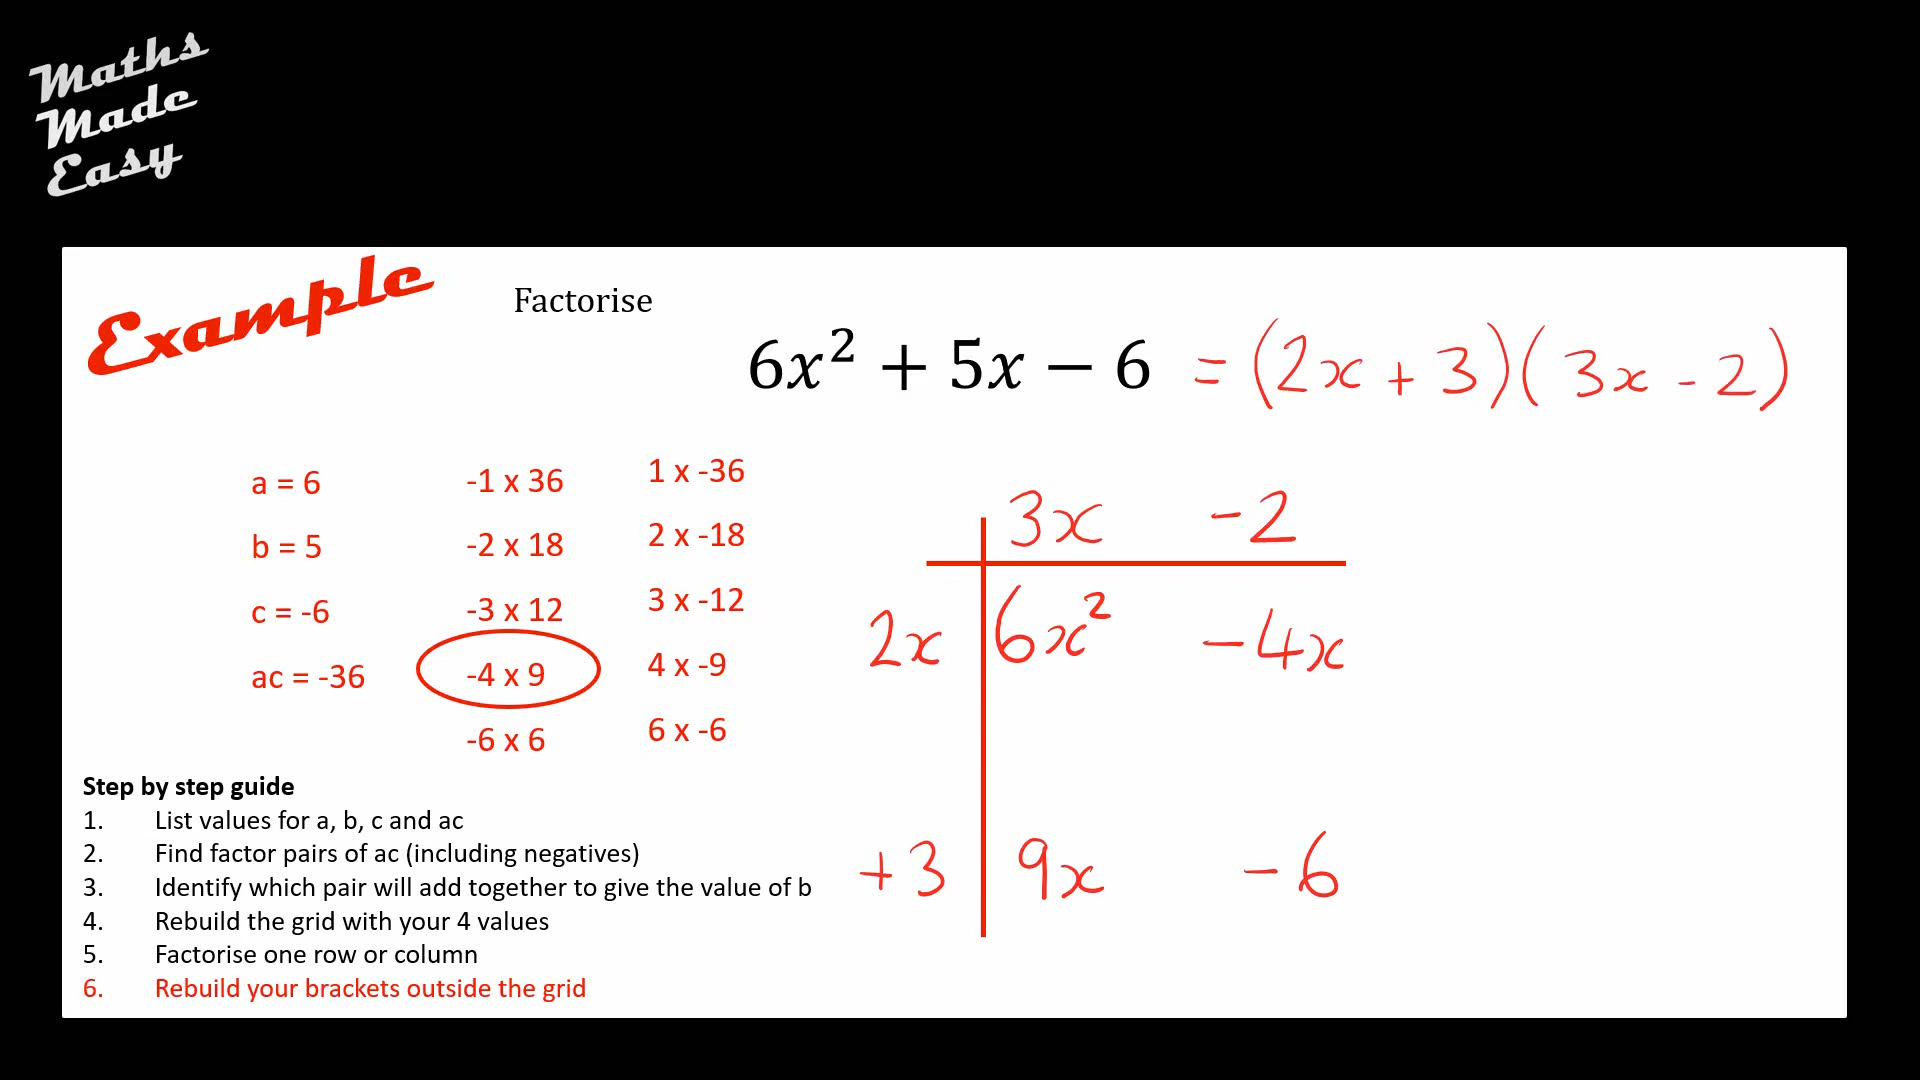 Maths
Made
Easy
Example
Factorise
6x² + 5x − 6 = (2x + 3)(3x - 2)
a = 6
b = 5
c = -6
ac = -36
-1 x 36
-2 x 18
-3 x 12
-4 x 9
-6 x 6
1 x -36
2 x -18
3 x -12
4 x -9
6 x -6
3x -2
2x 6x² -4x
+3 9x -6
Step by step guide
1. List values for a, b, c and ac
2. Find factor pairs of ac (including negatives)
3. Identify which pair will add together to give the value of b
4. Rebuild the grid with your 4 values
5. Factorise one row or column
6. Rebuild your brackets outside the grid